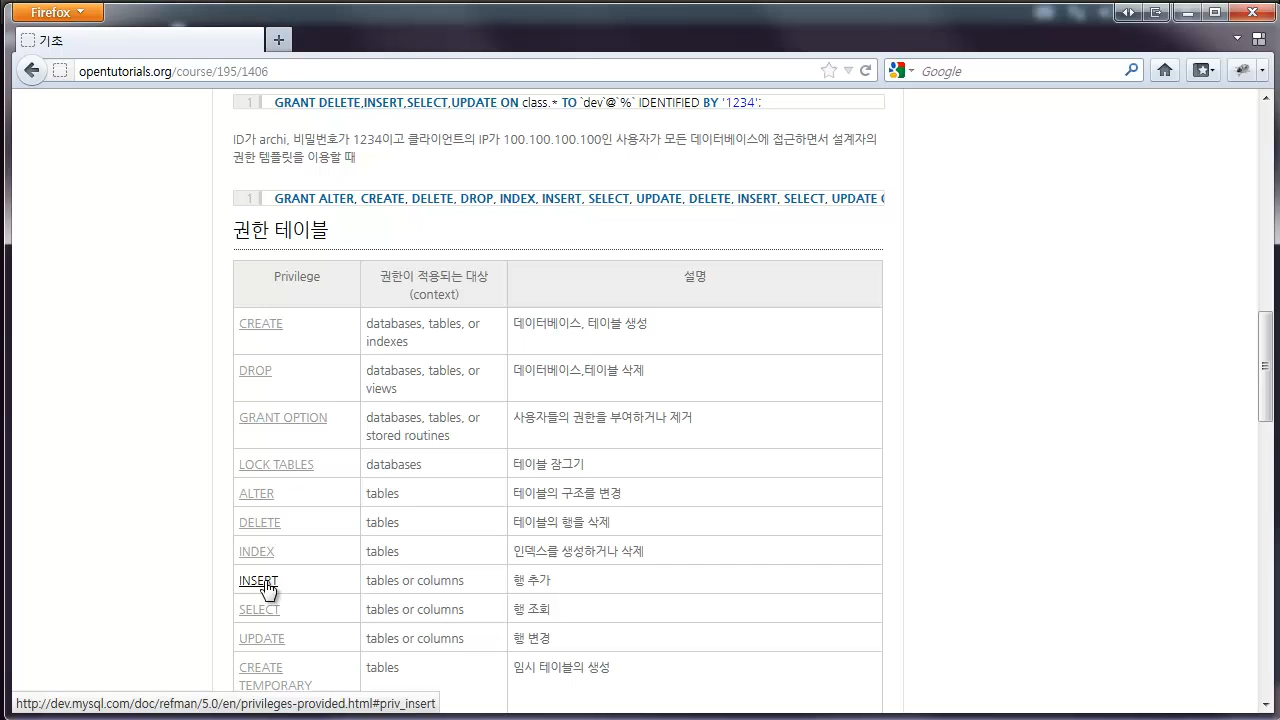 Firefox
기초
opentutorials.org/course/195/1406
Google
1 GRANT DELETE,INSERT,SELECT,UPDATE ON class.* TO `dev`@`%` IDENTIFIED BY '1234';
ID가 archi, 비밀번호가 1234이고 클라이언트의 IP가 100.100.100.100인 사용자가 모든 데이터베이스에 접근하면서 설계자의
권한 템플릿을 이용할 때
1 GRANT ALTER, CREATE, DELETE, DROP, INDEX, INSERT, SELECT, UPDATE, DELETE, INSERT, SELECT, UPDATE
권한 테이블
Privilege 권한이 적용되는 대상 설명
(context)
CREATE databases, tables, or 데이터베이스, 테이블 생성
indexes
DROP databases, tables, or 데이터베이스,테이블 삭제
views
GRANT OPTION databases, tables, or 사용자들의 권한을 부여하거나 제거
stored routines
LOCK TABLES databases 테이블 잠그기
ALTER tables 테이블의 구조를 변경
DELETE tables 테이블의 행을 삭제
INDEX tables 인덱스를 생성하거나 삭제
INSERT tables or columns 행 추가
SELECT tables or columns 행 조회
UPDATE tables or columns 행 변경
CREATE tables 임시 테이블의 생성
TEMPORARY
http://dev.mysql.com/doc/refman/5.0/en/privileges-provided.html#priv_insert